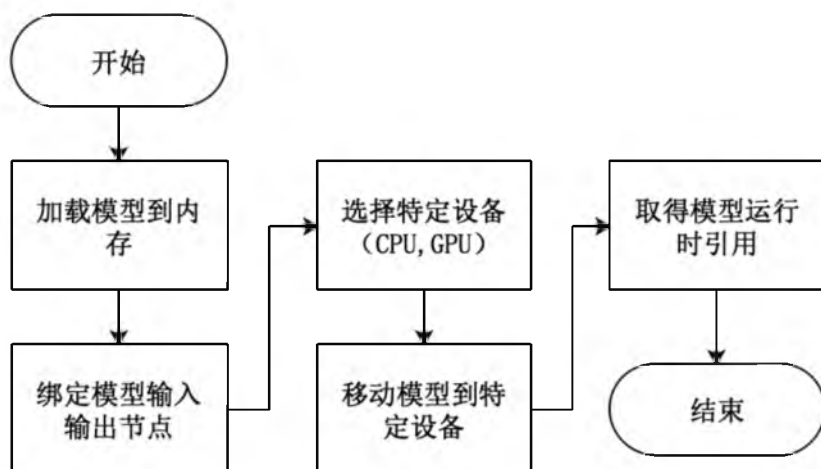 开始
加载模型到内
存
绑定模型输入
输出节点
选择特定设备
（CPU,GPU）
移动模型到特
定设备
取得模型运行
时引用
结束